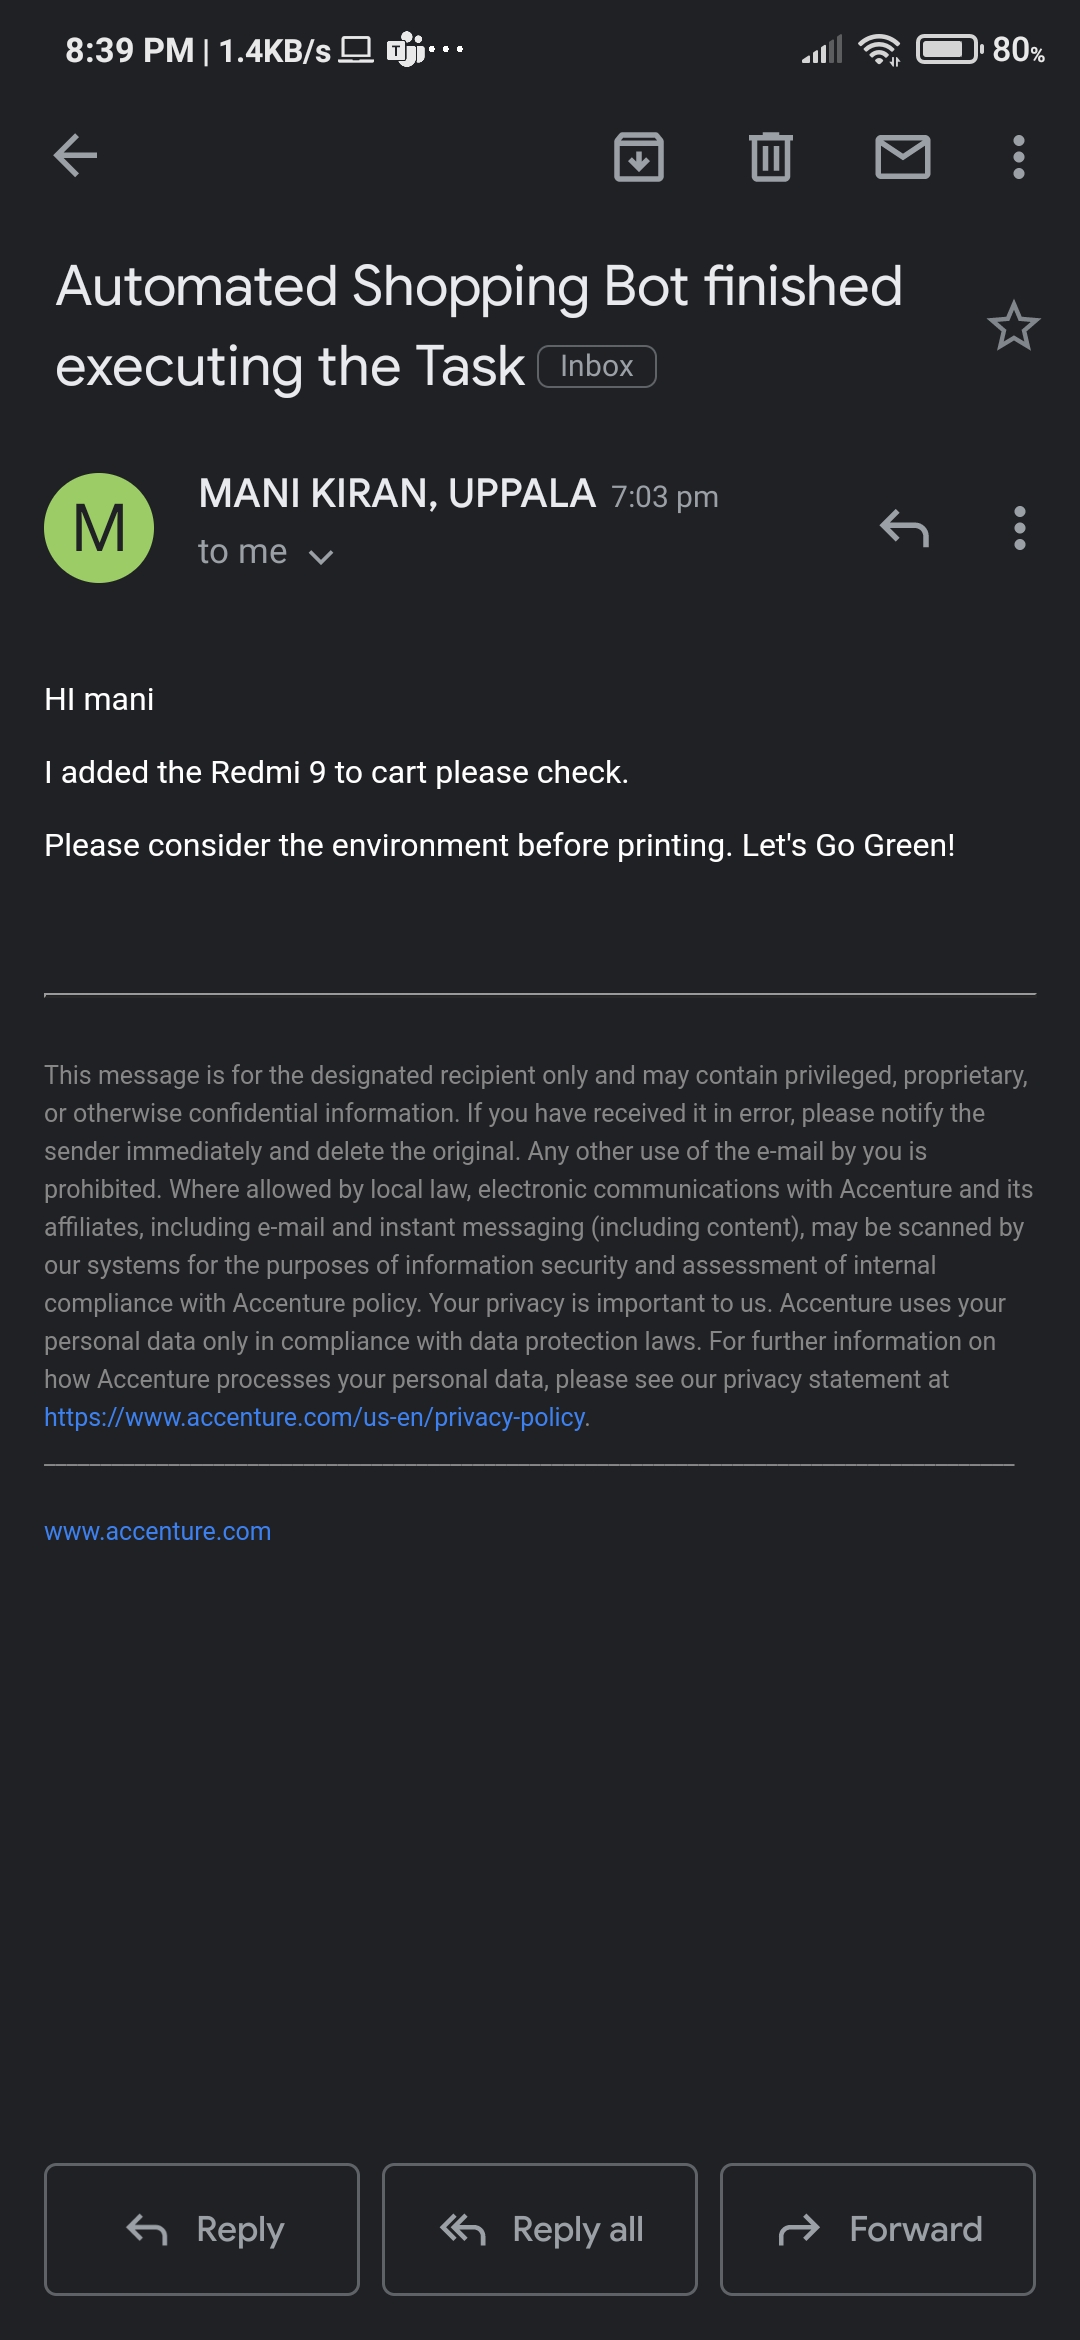 8:39 PM | 1.4KB/s
80%
Automated Shopping Bot finished
executing the Task Inbox
M
MANI KIRAN, UPPALA 7:03 pm
to me
HI mani
I added the Redmi 9 to cart please check.
Please consider the environment before printing. Let's Go Green!
This message is for the designated recipient only and may contain privileged, proprietary,
or otherwise confidential information. If you have received it in error, please notify the
sender immediately and delete the original. Any other use of the e-mail by you is
prohibited. Where allowed by local law, electronic communications with Accenture and its
affiliates, including e-mail and instant messaging (including content), may be scanned by
our systems for the purposes of information security and assessment of internal
compliance with Accenture policy. Your privacy is important to us. Accenture uses your
personal data only in compliance with data protection laws. For further information on
how Accenture processes your personal data, please see our privacy statement at
https://www.accenture.com/us-en/privacy-policy.
www.accenture.com
Reply
Reply all
Forward